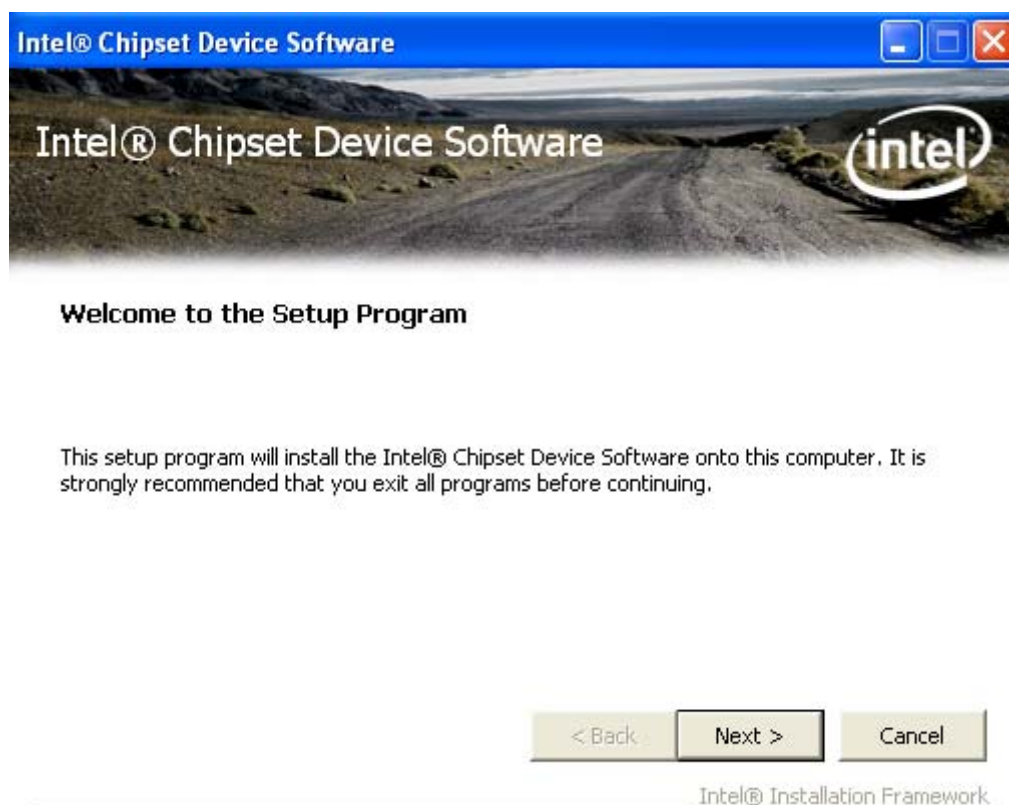 Intel® Chipset Device Software
Intel® Chipset Device Software
intel
Welcome to the Setup Program
This setup program will install the Intel® Chipset Device Software onto this computer. It is
strongly recommended that you exit all programs before continuing.
< Back
Next >
Cancel
Intel® Installation Framework